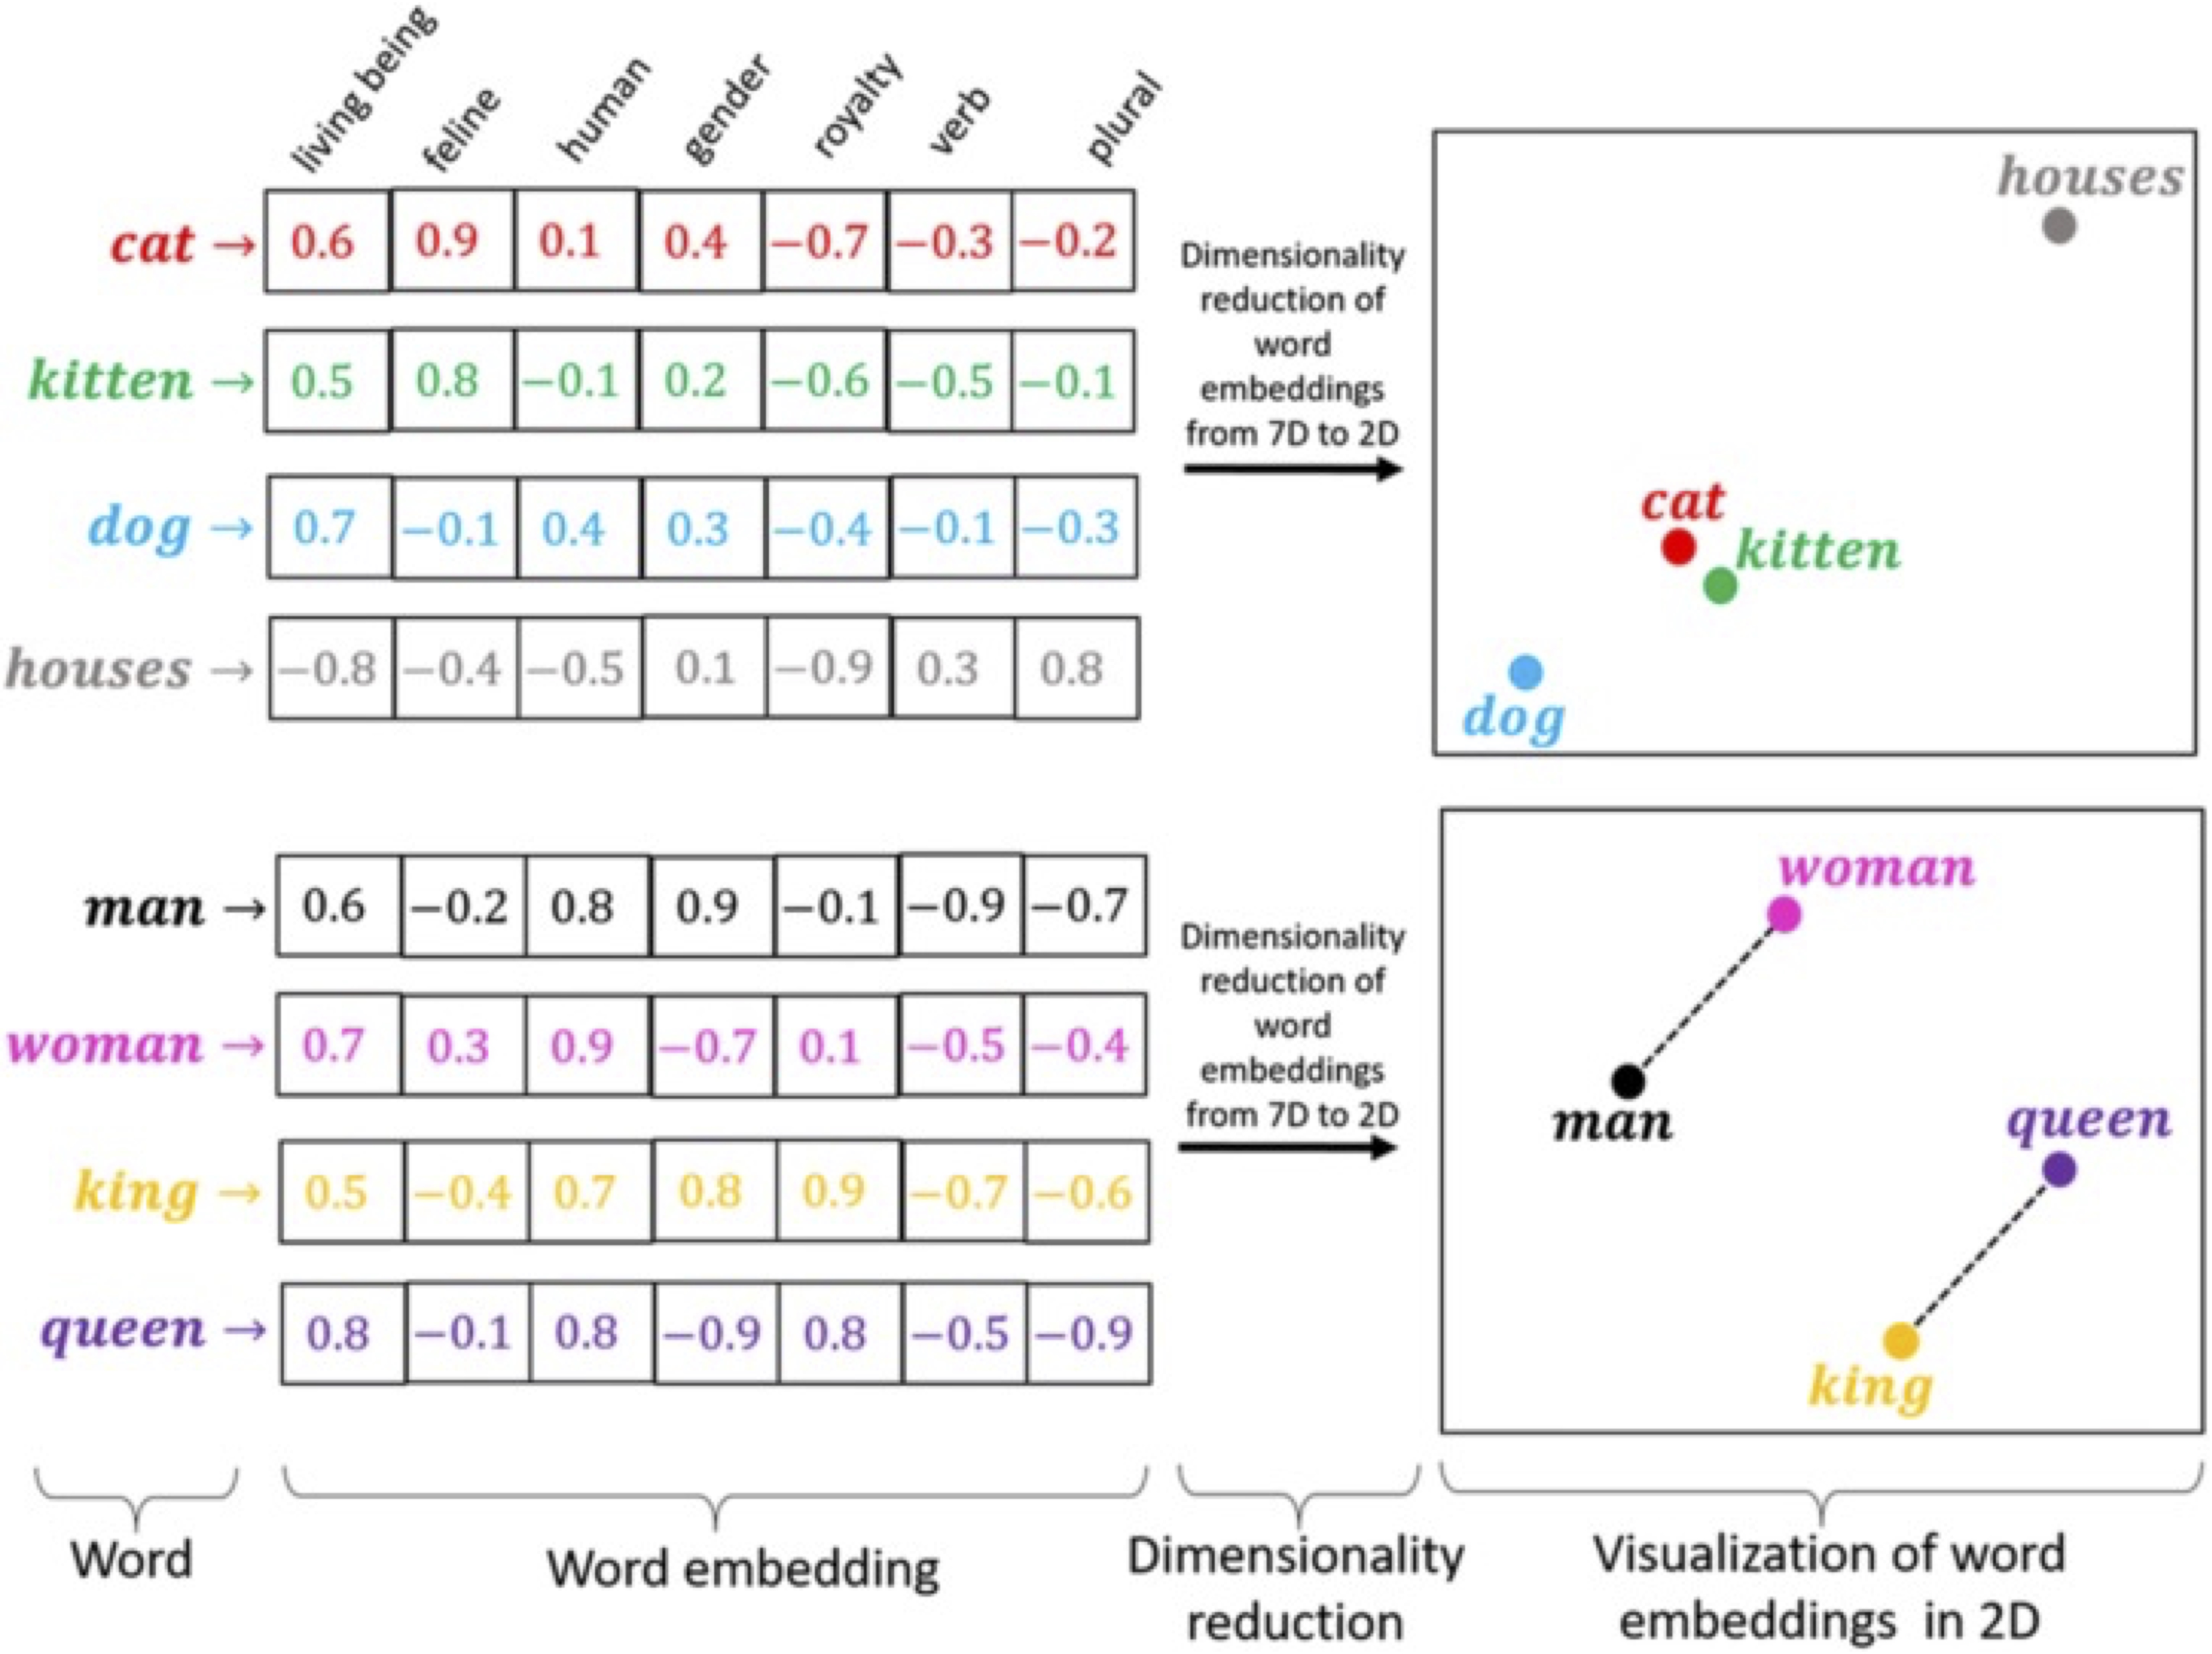 living being feline human gender royalty verb plural
cat → 0.6 0.9 0.1 0.4 −0.7 −0.3 −0.2
kitten → 0.5 0.8 −0.1 0.2 −0.6 −0.5 −0.1
dog → 0.7 −0.1 0.4 0.3 −0.4 −0.1 −0.3
houses → −0.8 −0.4 −0.5 0.1 −0.9 0.3 0.8
Dimensionality
reduction of
word
embeddings
from 7D to 2D
houses
cat
kitten
dog
man → 0.6 −0.2 0.8 0.9 −0.1 −0.9 −0.7
woman → 0.7 0.3 0.9 −0.7 0.1 −0.5 −0.4
king → 0.5 −0.4 0.7 0.8 0.9 −0.7 −0.6
queen → 0.8 −0.1 0.8 −0.9 0.8 −0.5 −0.9
Dimensionality
reduction of
word
embeddings
from 7D to 2D
woman
man
queen
king
Word
Word embedding
Dimensionality
reduction
Visualization of word
embeddings in 2D